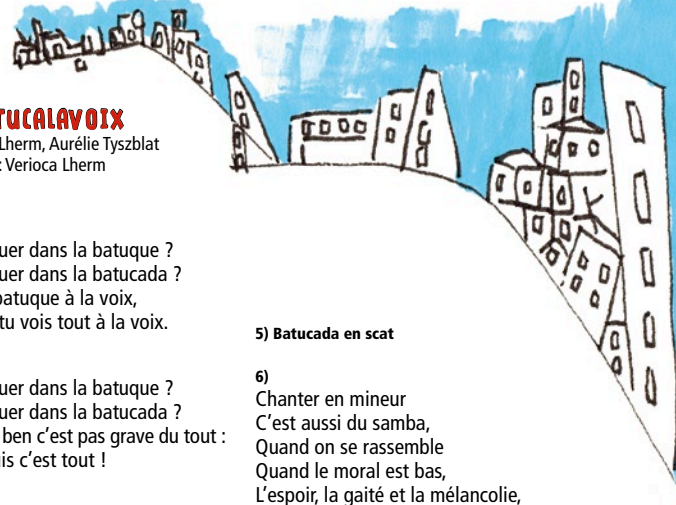 TUCALAVOIX
Lherm, Aurélie Tyszblat
: Verioca Lherm
uer dans la batuque ?
uer dans la batucada ?
batuque à la voix,
tu vois tout à la voix.
uer dans la batuque ?
uer dans la batucada ?
ben c’est pas grave du tout :
is c’est tout !
5) Batucada en scat
6)
Chanter en mineur
C’est aussi du samba,
Quand on se rassemble
Quand le moral est bas,
L’espoir, la gaité et la mélancolie,